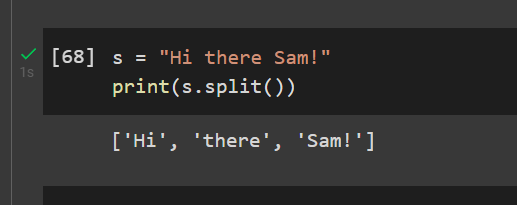 [68] s = "Hi there Sam!"
1s
print(s.split())
['Hi', 'there', 'Sam!']